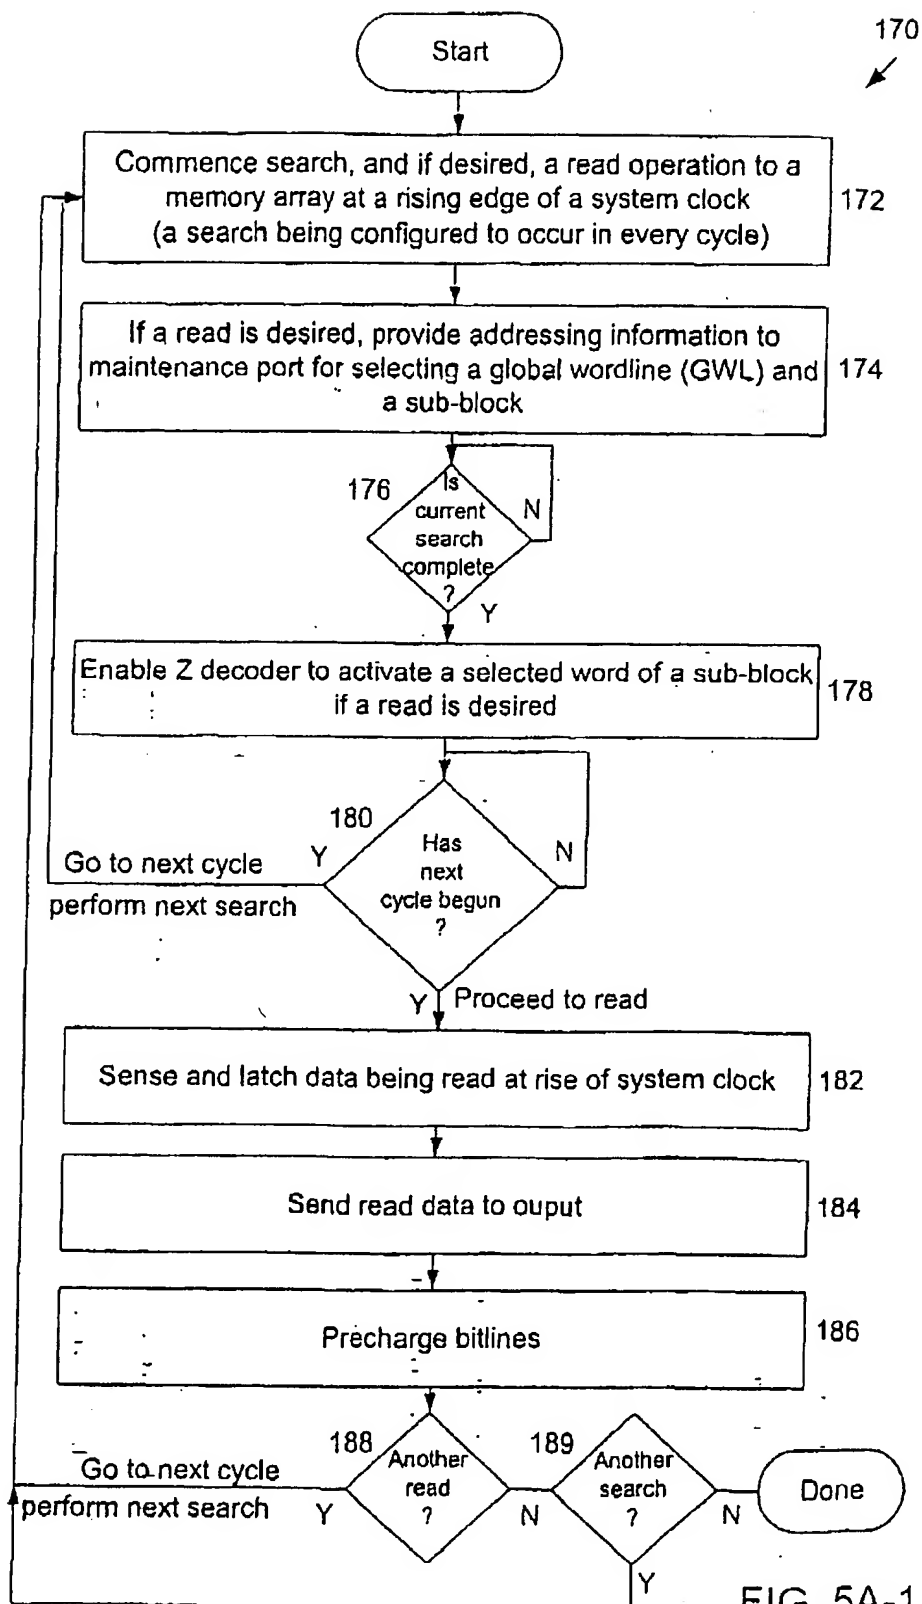 170
Start
Commence search, and if desired, a read operation to a
memory array at a rising edge of a system clock
(a search being configured to occur in every cycle)
172
If a read is desired, provide addressing information to
maintenance port for selecting a global wordline (GWL) and
a sub-block
174
176
Is
current
search
complete
?
N
Y
Enable Z decoder to activate a selected word of a sub-block
if a read is desired
178
180
Has
next
cycle begun
?
N
Y
Go to next cycle
perform next search
Y
Proceed to read
Sense and latch data being read at rise of system clock
182
Send read data to ouput
184
Precharge bitlines
186
188
Another
read
?
Go to next cycle
perform next search
Y
N
189
Another
search
?
N
Done
Y
FIG. 5A-1